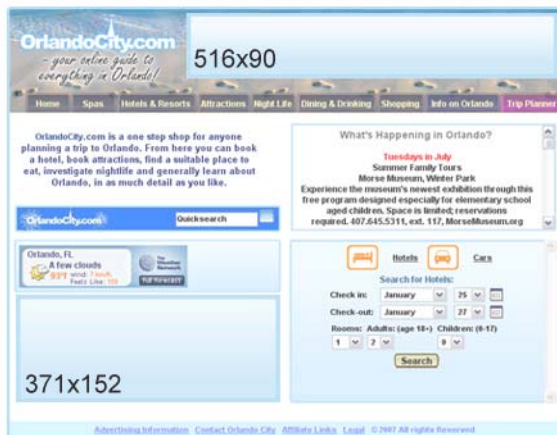 OrlandoCity.com
- your online guide to
everything in Orlando!
516x90
Home Spas Hotels & Resorts Attractions Night Life Dining & Drinking Shopping Info on Orlando Trip Planner
OrlandoCity.com is a one stop shop for anyone
planning a trip to Orlando. From here you can book
a hotel, book attractions, find a suitable place to
eat, investigate nightlife and generally learn about
Orlando, in as much detail as you like.
What's Happening in Orlando?
Tuesdays in July
Summer Family Tours
Morse Museum, Winter Park
Experience the museum's newest exhibition through this
free program designed especially for elementary school
aged children. Space is limited; reservations
required. 407.645.5311, ext. 117, MorseMuseum.org
OrlandoCity.com Quicksearch
Orlando, FL
A few clouds
wind:
Feels Like:
The Weather Network
Full Forecast
Hotels Cars
Search for Hotels:
Check in: January 25
Check-out: January 27
Rooms: Adults: (age 18+) Children: (0-17)
1 2 0
Search
371x152
Advertising Information Contact Orlando City Affiliate Links Legal © 2007 All rights Reserved